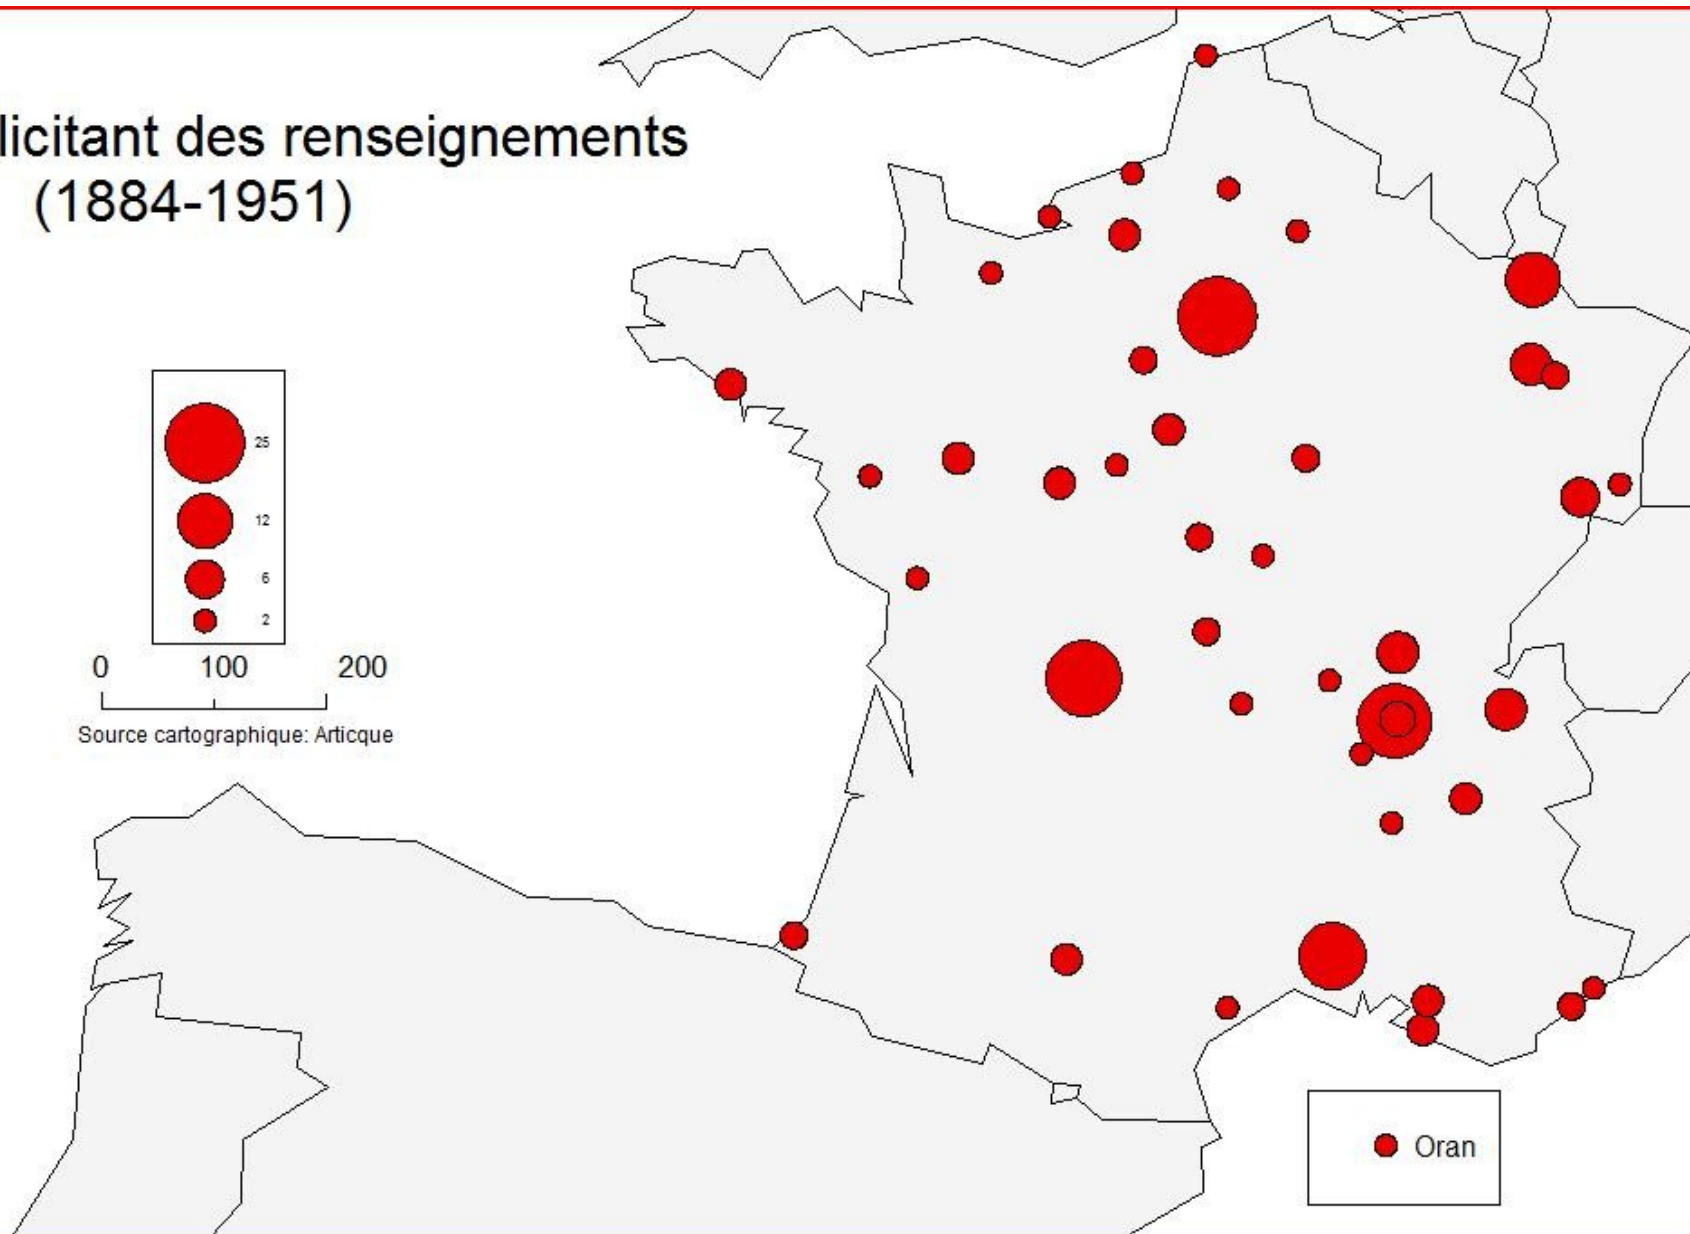 licitant des renseignements
(1884-1951)
25
12
6
2
0 100 200
Source cartographique: Articque
Oran